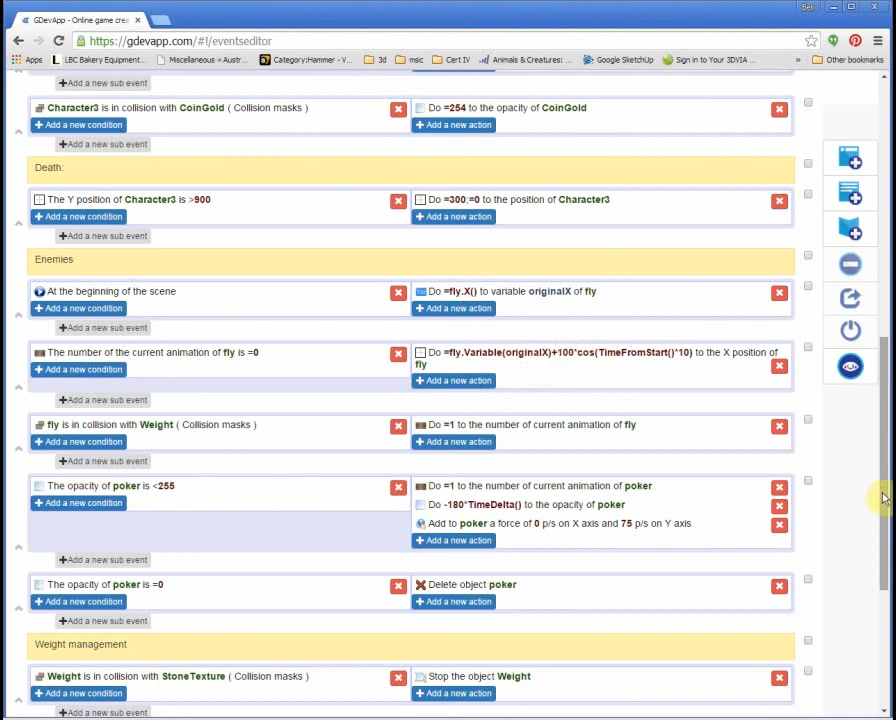 GDevApp - Online game crea
Ben
https://gdevapp.com/#!/eventseditor
Apps
LBC Bakery Equipment...
Miscellaneous = Austr...
Category:Hammer - V...
3d
msic
Cert IV
Animals & Creatures: ...
Google SketchUp
Sign in to Your 3DVIA ...
»
Other bookmarks
Add a new sub event
Character3 is in collision with CoinGold ( Collision masks )
Do =254 to the opacity of CoinGold
Add a new condition
Add a new action
Add a new sub event
Death:
The Y position of Character3 is >900
Do =300;=0 to the position of Character3
Add a new condition
Add a new action
Add a new sub event
Enemies
At the beginning of the scene
Do =fly.X() to variable originalX of fly
Add a new condition
Add a new action
Add a new sub event
The number of the current animation of fly is =0
Do =fly.Variable(originalX)+100*cos(TimeFromStart()*10) to the X position of
fly
Add a new condition
Add a new action
Add a new sub event
fly is in collision with Weight ( Collision masks )
Do =1 to the number of current animation of fly
Add a new condition
Add a new action
Add a new sub event
The opacity of poker is <255
Do =1 to the number of current animation of poker
Add a new condition
Do -180*TimeDelta() to the opacity of poker
Add to poker a force of 0 p/s on X axis and 75 p/s on Y axis
Add a new action
Add a new sub event
The opacity of poker is =0
Delete object poker
Add a new condition
Add a new action
Add a new sub event
Weight management
Weight is in collision with StoneTexture ( Collision masks )
Stop the object Weight
Add a new condition
Add a new action
Add a new sub event